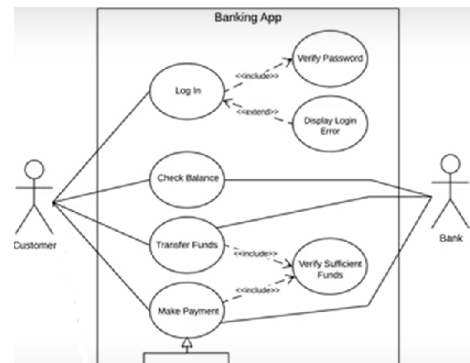 Banking App
Verify Password
<<include>>
Log In
<<extend>>
Display Login
Error
Check Balance
Customer
Bank
Transfer Funds
<<include>>
Verify Sufficient
Funds
<<include>>
Make Payment